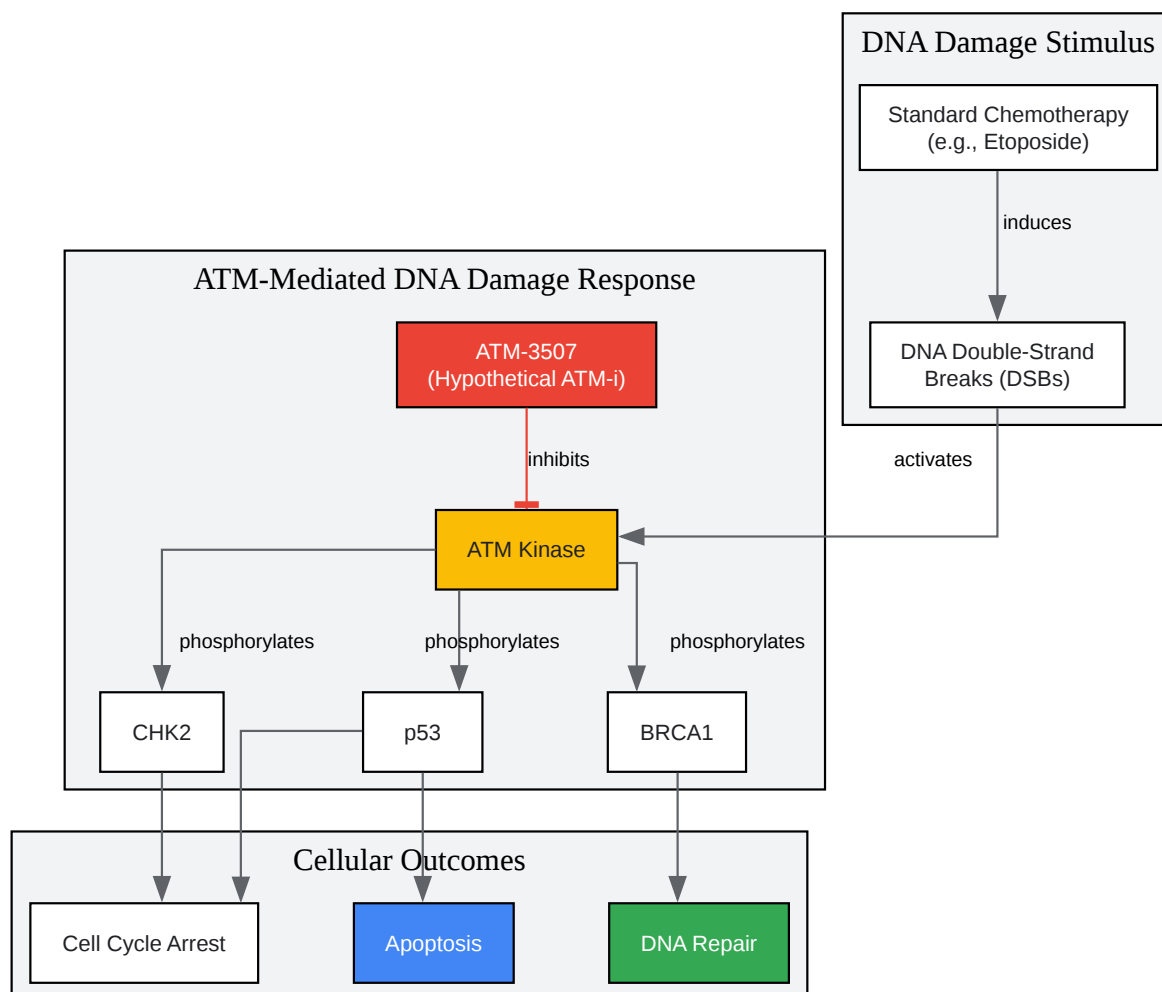 DNA Damage Stimulus
Standard Chemotherapy
(e.g., Etoposide)
induces
DNA Double-Strand
Breaks (DSBs)
activates
ATM-Mediated DNA Damage Response
ATM-3507
(Hypothetical ATM-i)
inhibits
ATM Kinase
phosphorylates
phosphorylates
phosphorylates
CHK2
p53
BRCA1
Cellular Outcomes
Cell Cycle Arrest
Apoptosis
DNA Repair